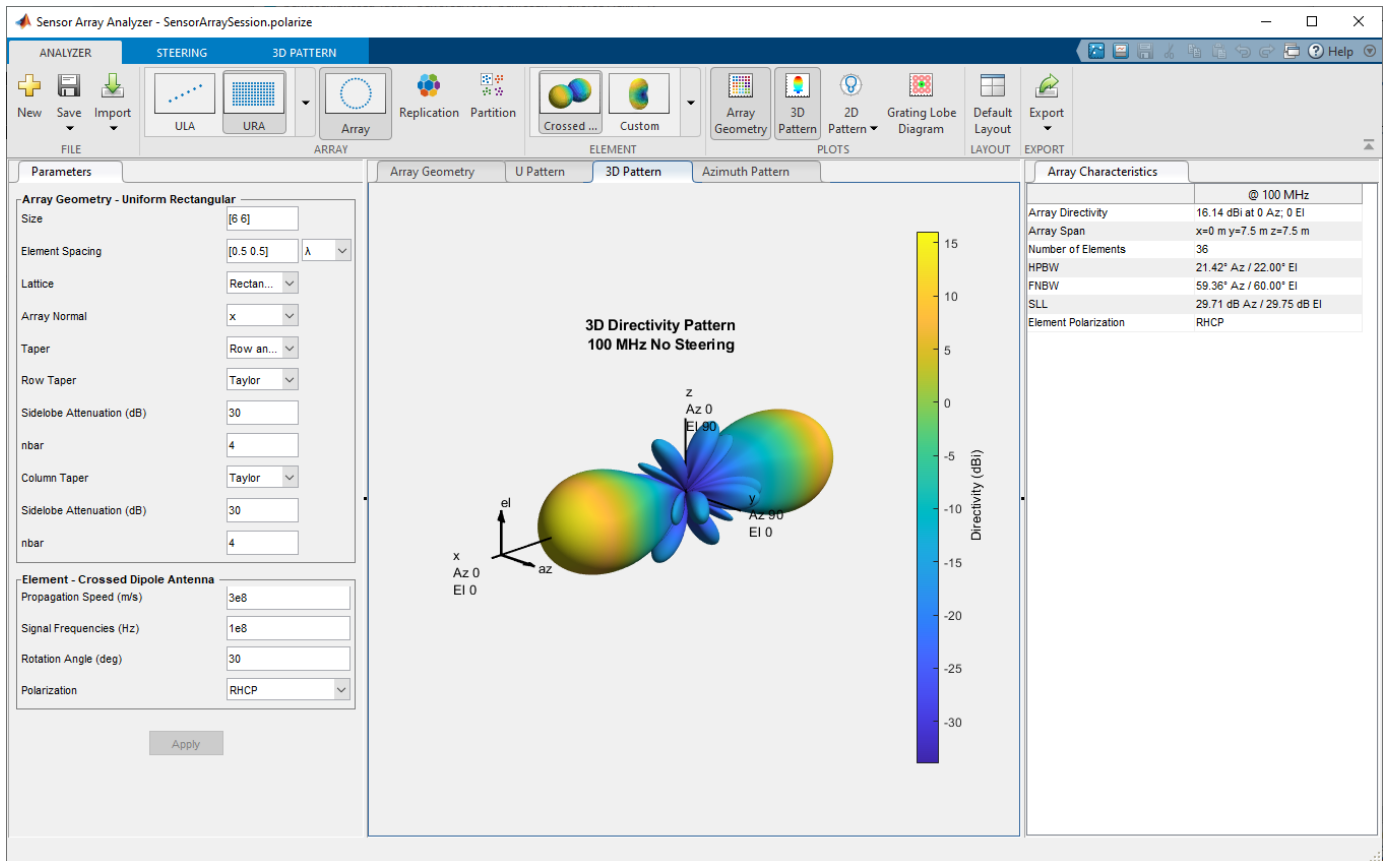 Sensor Array Analyzer - SensorArraySession.polarize
ANALYZER STEERING 3D PATTERN
Help
New Save Import
ULA URA Array
Replication Partition
Crossed ... Custom
Array Geometry
3D Pattern
2D Pattern
Grating Lobe Diagram
Default Layout
Export
FILE ARRAY ELEMENT PLOTS LAYOUT EXPORT
Parameters
Array Geometry - Uniform Rectangular
Size [6 6]
Element Spacing [0.5 0.5] λ
Lattice Rectan...
Array Normal x
Taper Row an...
Row Taper Taylor
Sidelobe Attenuation (dB) 30
nbar 4
Column Taper Taylor
Sidelobe Attenuation (dB) 30
nbar 4
Element - Crossed Dipole Antenna
Propagation Speed (m/s) 3e8
Signal Frequencies (Hz) 1e8
Rotation Angle (deg) 30
Polarization RHCP
Apply
Array Geometry U Pattern 3D Pattern Azimuth Pattern
3D Directivity Pattern
100 MHz No Steering
z
Az 0
El 90
y
Az 90
El 0
el
az
x
Az 0
El 0
15
10
5
0
-5
-10
-15
-20
-25
-30
Directivity (dBi)
Array Characteristics
@ 100 MHz
Array Directivity 16.14 dBi at 0 Az; 0 El
Array Span x=0 m y=7.5 m z=7.5 m
Number of Elements 36
HPBW 21.42° Az / 22.00° El
FNBW 59.36° Az / 60.00° El
SLL 29.71 dB Az / 29.75 dB El
Element Polarization RHCP